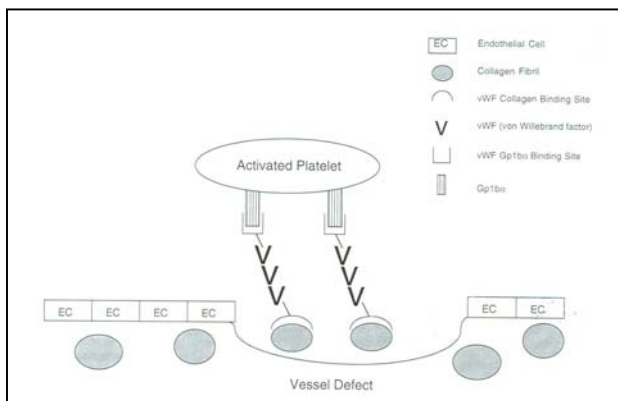 EC Endothelial Cell
Collagen Fibril
vWF Collagen Binding Site
V vWF (von Willebrand factor)
vWF Gp1bα Binding Site
Gp1bα
Activated Platelet
V V
V V
V V
EC EC EC EC EC EC
Vessel Defect